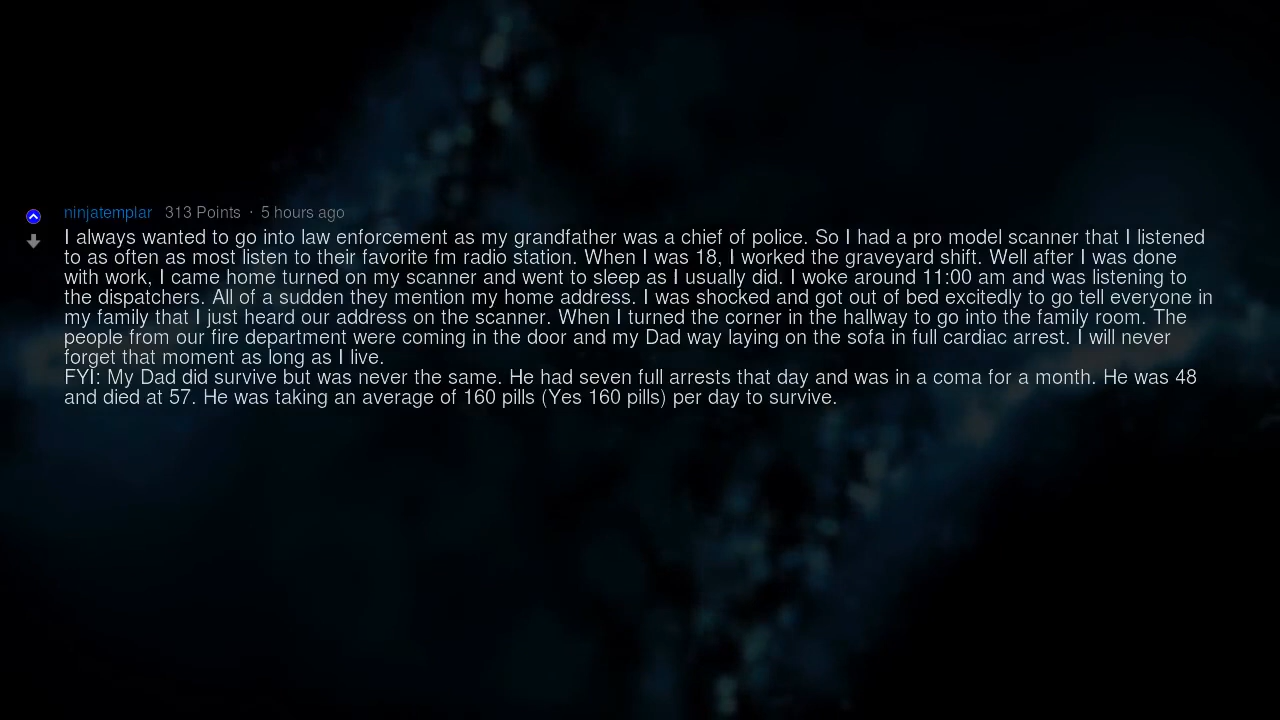 ninjatemplar 313 Points · 5 hours ago
I always wanted to go into law enforcement as my grandfather was a chief of police. So I had a pro model scanner that I listened
to as often as most listen to their favorite fm radio station. When I was 18, I worked the graveyard shift. Well after I was done
with work, I came home turned on my scanner and went to sleep as I usually did. I woke around 11:00 am and was listening to
the dispatchers. All of a sudden they mention my home address. I was shocked and got out of bed excitedly to go tell everyone in
my family that I just heard our address on the scanner. When I turned the corner in the hallway to go into the family room. The
people from our fire department were coming in the door and my Dad way laying on the sofa in full cardiac arrest. I will never
forget that moment as long as I live.
FYI: My Dad did survive but was never the same. He had seven full arrests that day and was in a coma for a month. He was 48
and died at 57. He was taking an average of 160 pills (Yes 160 pills) per day to survive.